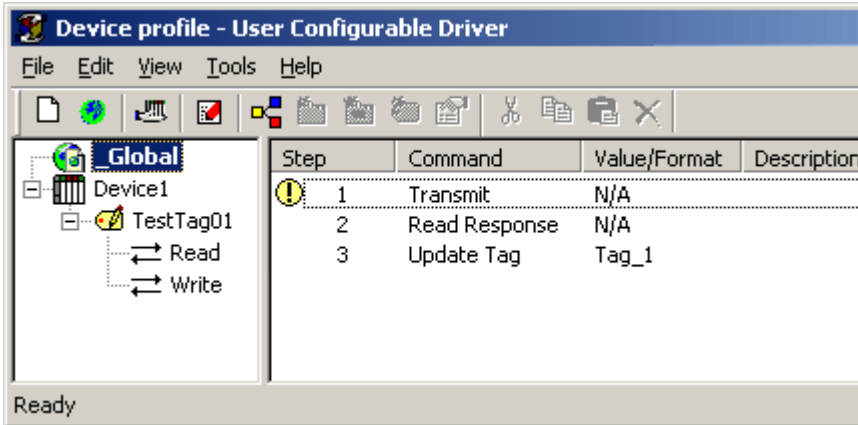 Device profile - User Configurable Driver
File Edit View Tools Help
_Global
Device1
TestTag01
Read
Write
Step Command Value/Format Description
1 Transmit N/A
2 Read Response N/A
3 Update Tag Tag_1
Ready